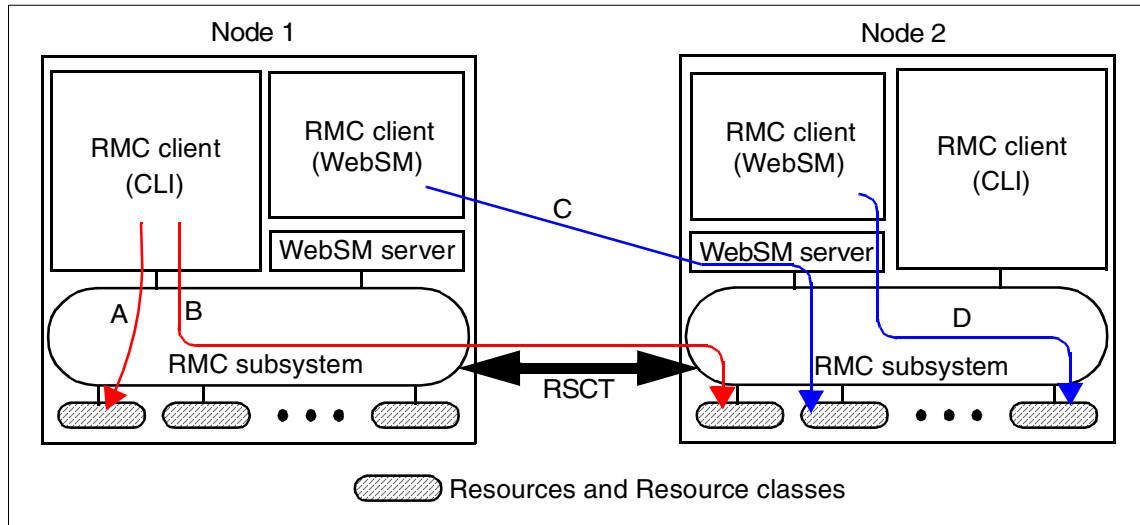 Node 1
Node 2
RMC client
(CLI)
RMC client
(WebSM)
RMC client
(WebSM)
RMC client
(CLI)
C
WebSM server
WebSM server
A
B
D
RMC subsystem
RSCT
RMC subsystem
Resources and Resource classes